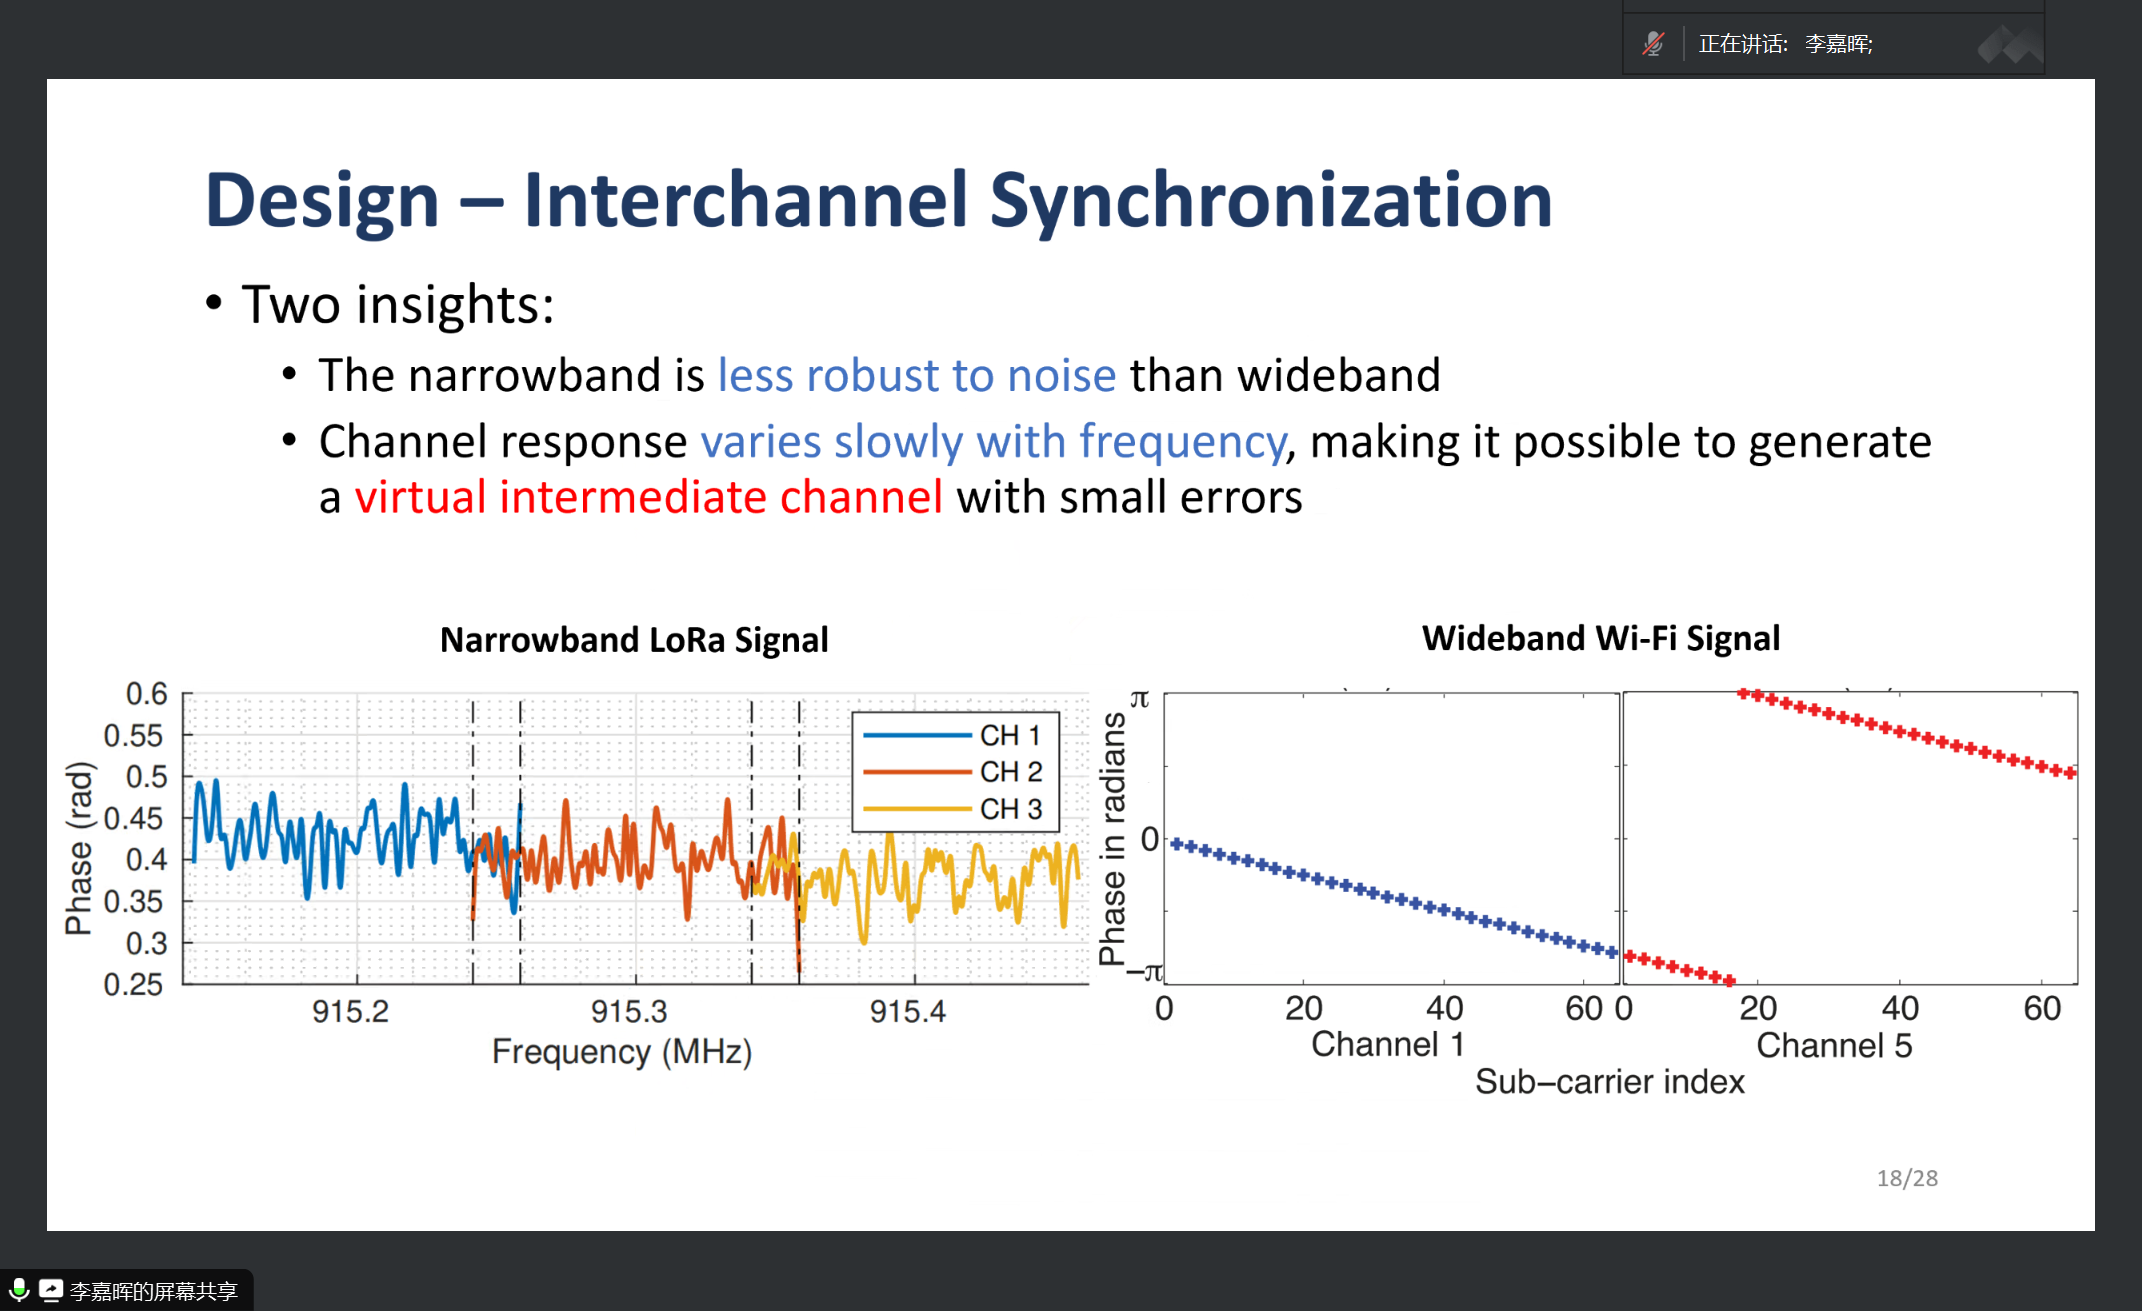 正在讲话: 李嘉晖;
Design – Interchannel Synchronization
• Two insights:
• The narrowband is less robust to noise than wideband
• Channel response varies slowly with frequency, making it possible to generate
a virtual intermediate channel with small errors
Narrowband LoRa Signal
0.6
0.55
0.5
0.45
0.4
0.35
0.3
0.25
Phase (rad)
CH 1
CH 2
CH 3
915.2 915.3 915.4
Frequency (MHz)
Wideband Wi-Fi Signal
π
0
−π
Phase in radians
0 20 40 60 0 20 40 60
Channel 1 Channel 5
Sub−carrier index
18/28
李嘉晖的屏幕共享